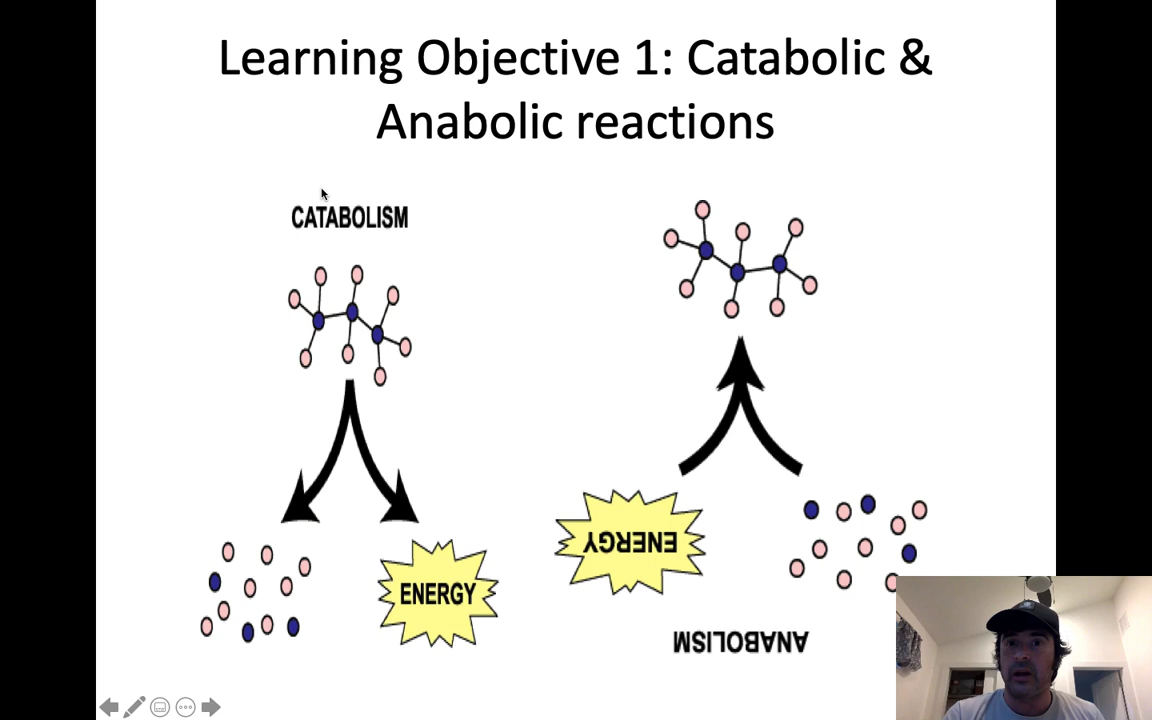 Learning Objective 1: Catabolic &
Anabolic reactions
CATABOLISM
ENERGY
ENERGY
ANABOLISM